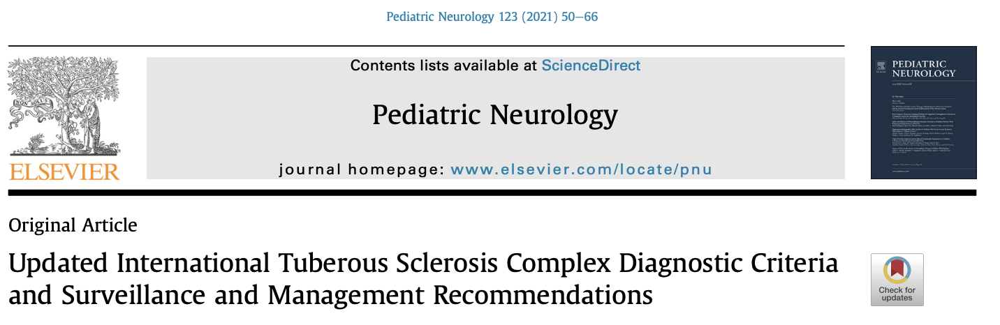 Pediatric Neurology 123 (2021) 50–66
Contents lists available at ScienceDirect
Pediatric Neurology
journal homepage: www.elsevier.com/locate/pnu
NON SOLUS
ELSEVIER
PEDIATRIC
NEUROLOGY
Original Article
Updated International Tuberous Sclerosis Complex Diagnostic Criteria
and Surveillance and Management Recommendations
Check for
updates